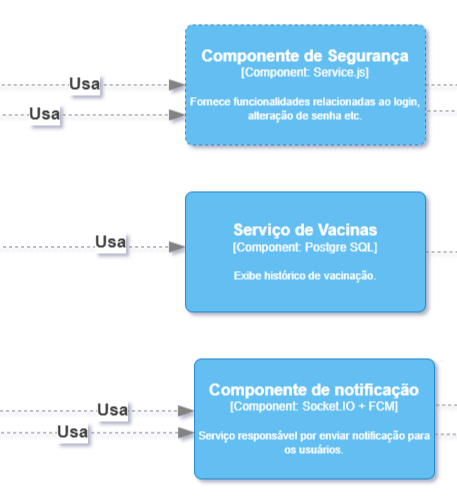 Componente de Segurança
[Component: Service.js]
Usa
Fornece funcionalidades relacionadas ao login,
Usa
alteração de senha etc.
Serviço de Vacinas
Usa
[Component: Postgre SQL]
Exibe histórico de vacinação.
Componente de notificação
Usa
[Component: Socket.IO + FCM]
Usa
Serviço responsável por enviar notificação para
os usuários.